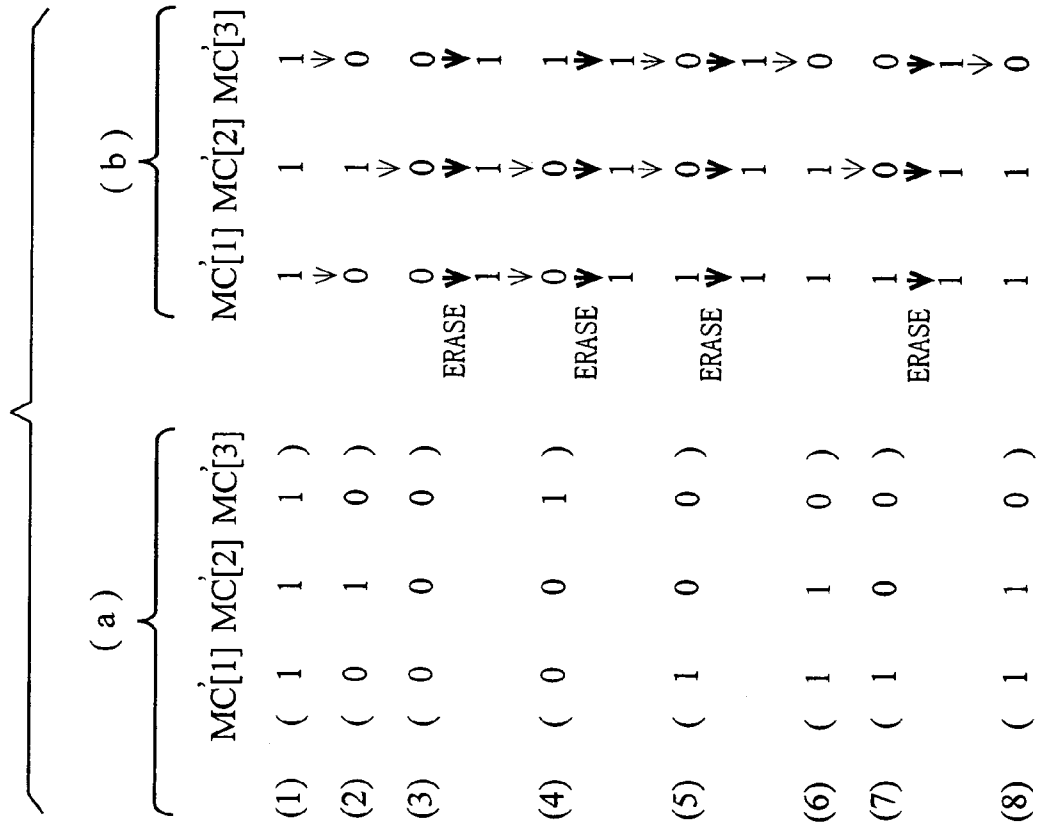 (a) (b)
MC'[1] MC'[2] MC'[3] MC'[1] MC'[2] MC'[3]
(1) ( 1 1 1 ) 1 1 1
(2) ( 0 1 0 ) 0 1 0
(3) ( 0 0 0 ) 0 0 0
ERASE
1 1 1
(4) ( 0 0 1 ) 0 0 1
ERASE
1 1 1
(5) ( 1 0 0 ) 1 0 0
ERASE
1 1 1
(6) ( 1 1 0 ) 1 1 0
(7) ( 1 0 0 ) 1 0 0
ERASE
1 1 1
(8) ( 1 1 0 ) 1 1 0